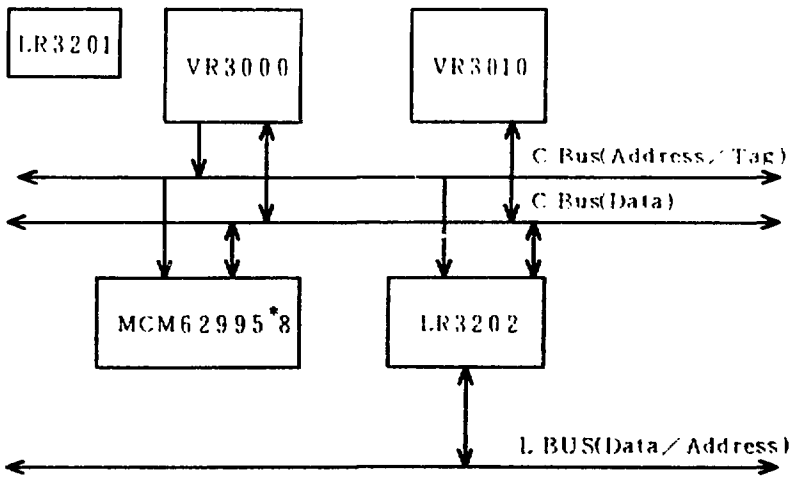 LR3201
VR3000
VR3010
C Bus(Address/Tag)
C Bus(Data)
MCM62995*8
LR3202
L BUS(Data/Address)